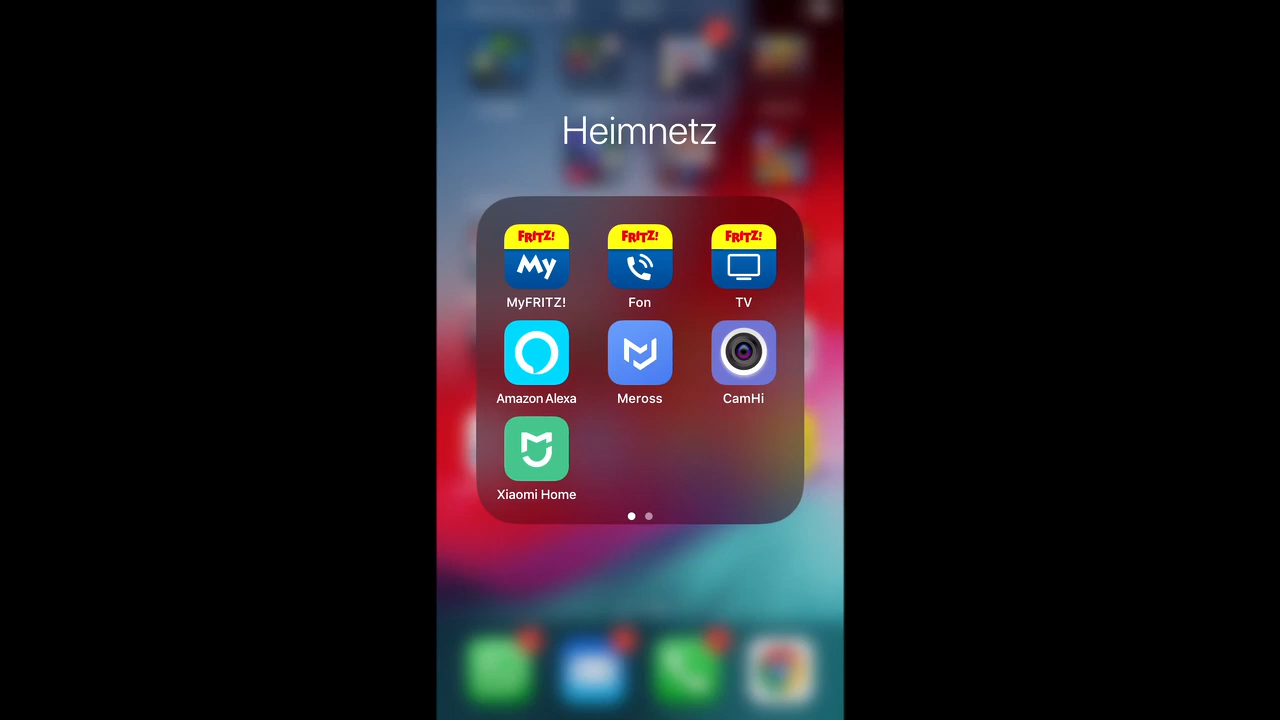 Heimnetz
FRITZ! FRITZ! FRITZ!
My
MyFRITZ! Fon TV
Amazon Alexa Meross CamHi
Xiaomi Home